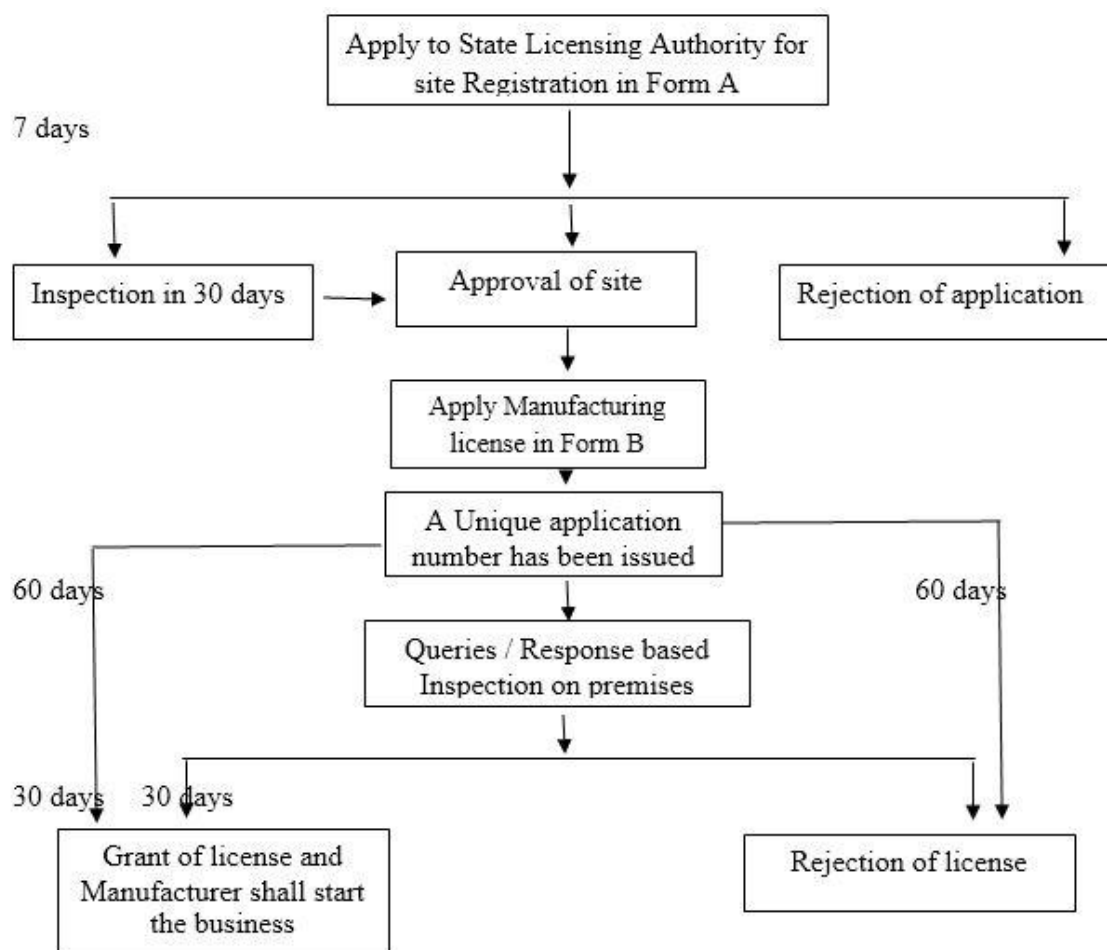 Apply to State Licensing Authority for
site Registration in Form A
7 days
Inspection in 30 days
Approval of site
Rejection of application
Apply Manufacturing
license in Form B
A Unique application
number has been issued
60 days
60 days
Queries / Response based
Inspection on premises
30 days
30 days
Grant of license and
Manufacturer shall start
the business
Rejection of license